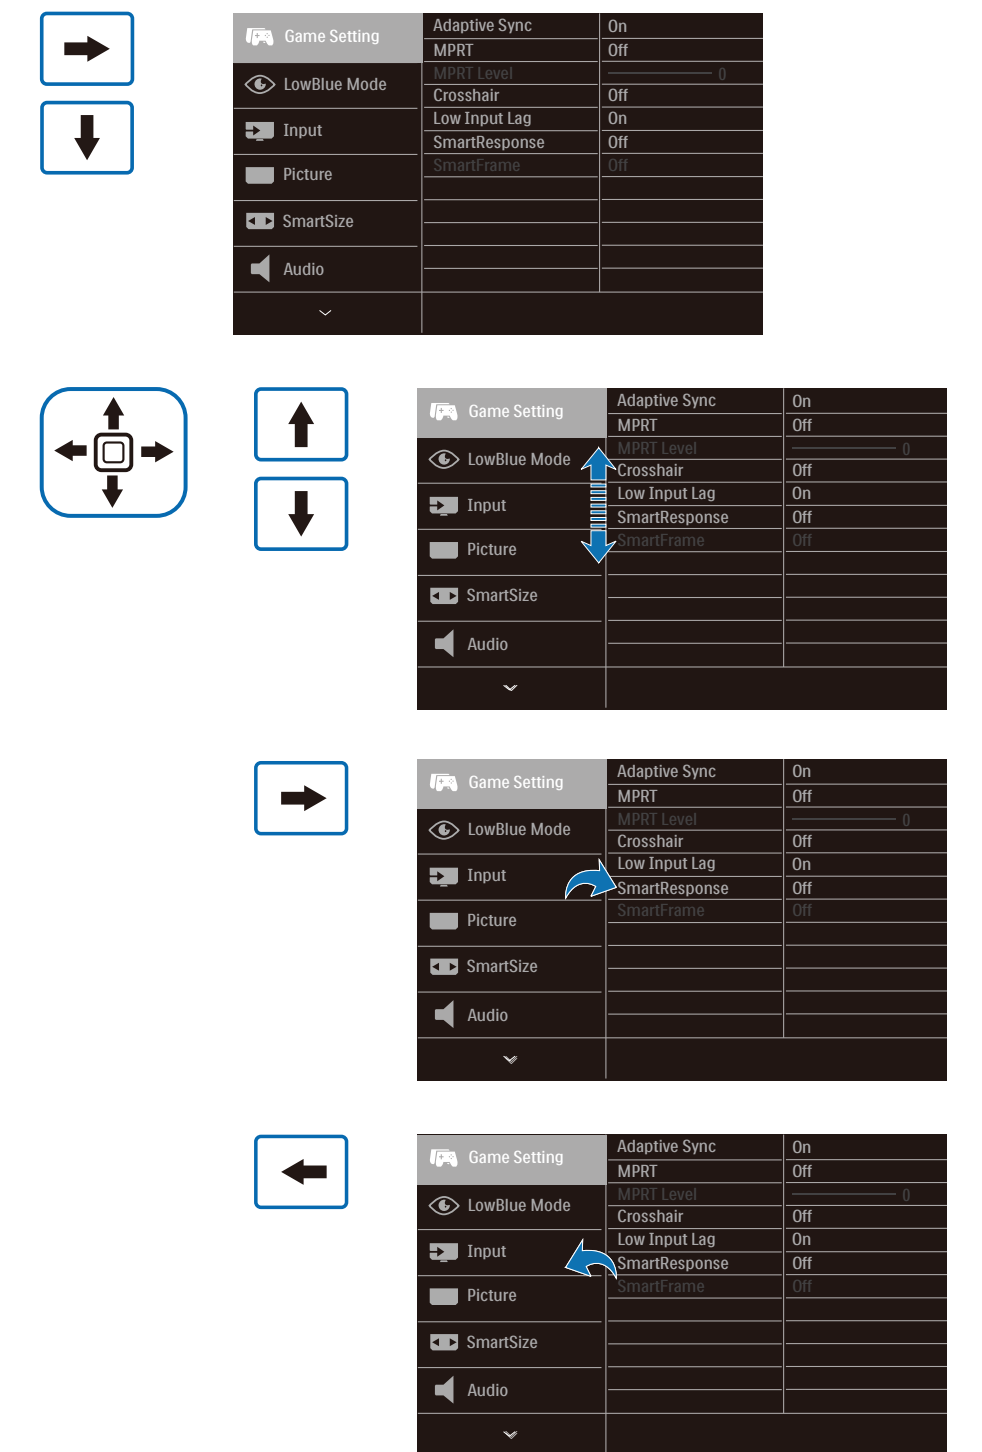 Game Setting
Adaptive Sync On
MPRT Off
MPRT Level 0
LowBlue Mode
Crosshair Off
Low Input Lag On
Input
SmartResponse Off
SmartFrame Off
Picture
SmartSize
Audio
Game Setting
Adaptive Sync On
MPRT Off
MPRT Level 0
LowBlue Mode
Crosshair Off
Low Input Lag On
Input
SmartResponse Off
SmartFrame Off
Picture
SmartSize
Audio
Game Setting
Adaptive Sync On
MPRT Off
MPRT Level 0
LowBlue Mode
Crosshair Off
Low Input Lag On
Input
SmartResponse Off
SmartFrame Off
Picture
SmartSize
Audio
Game Setting
Adaptive Sync On
MPRT Off
MPRT Level 0
LowBlue Mode
Crosshair Off
Low Input Lag On
Input
SmartResponse Off
SmartFrame Off
Picture
SmartSize
Audio